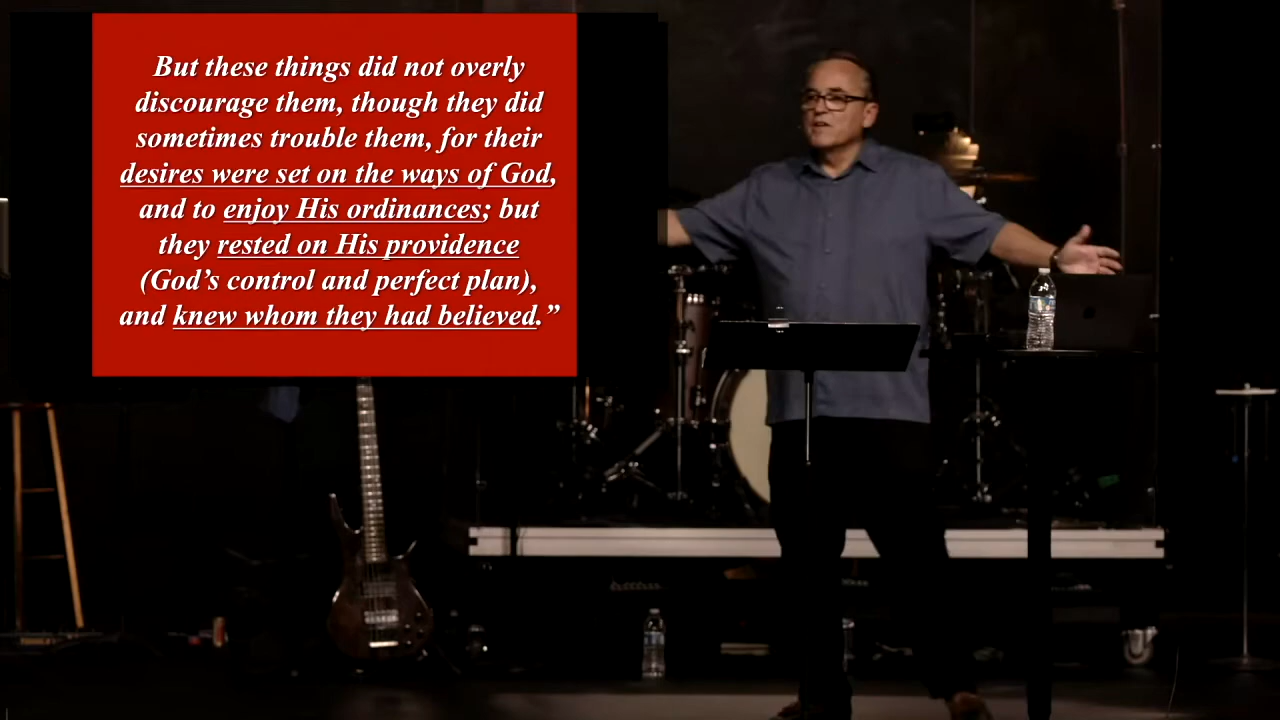 But these things did not overly
discourage them, though they did
sometimes trouble them, for their
desires were set on the ways of God,
and to enjoy His ordinances; but
they rested on His providence
(God’s control and perfect plan),
and knew whom they had believed.”